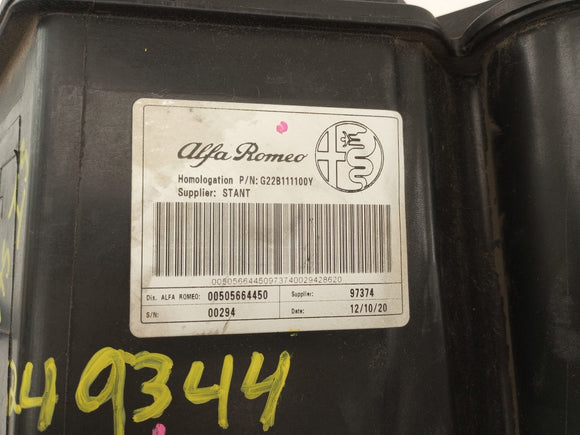 Alfa Romeo
Homologation P/N: G22B111100Y
Supplier: STANT
00505664450973740029428620
Dis. ALFA ROMEO: 00505664450 Supplier: 97374
S/N: 00294 Date: 12/10/20
249344